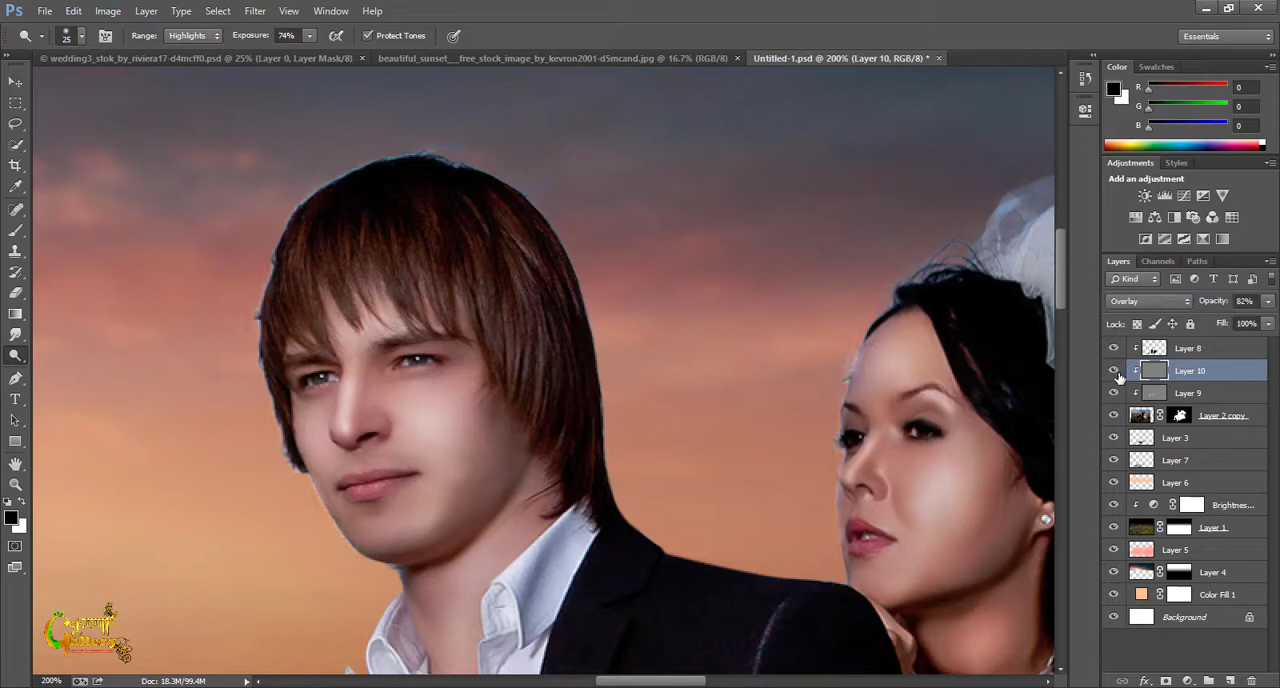 Ps File Edit Image Layer Type Select Filter View Window Help
25 Range: Highlights Exposure: 74% Protect Tones Essentials
© wedding3_stok_by_riviera17-d4mcff0.psd @ 25% (Layer 0, Layer Mask/8) × beautiful_sunset__free_stock_image_by_kevron2001-d5mcand.jpg @ 16.7% (RGB/8) × Untitled-1.psd @ 200% (Layer 10, RGB/8) * ×
Color Swatches
R 0
G 0
B 0
Adjustments Styles
Add an adjustment
Layers Channels Paths
Kind
Overlay Opacity: 82%
Lock: Fill: 100%
Layer 8
Layer 10
Layer 9
Layer 2 copy
Layer 3
Layer 7
Layer 6
Brightnes...
Layer 1
Layer 5
Layer 4
Color Fill 1
Background
Gallery
200% Doc: 18.3M/99.4M
fx